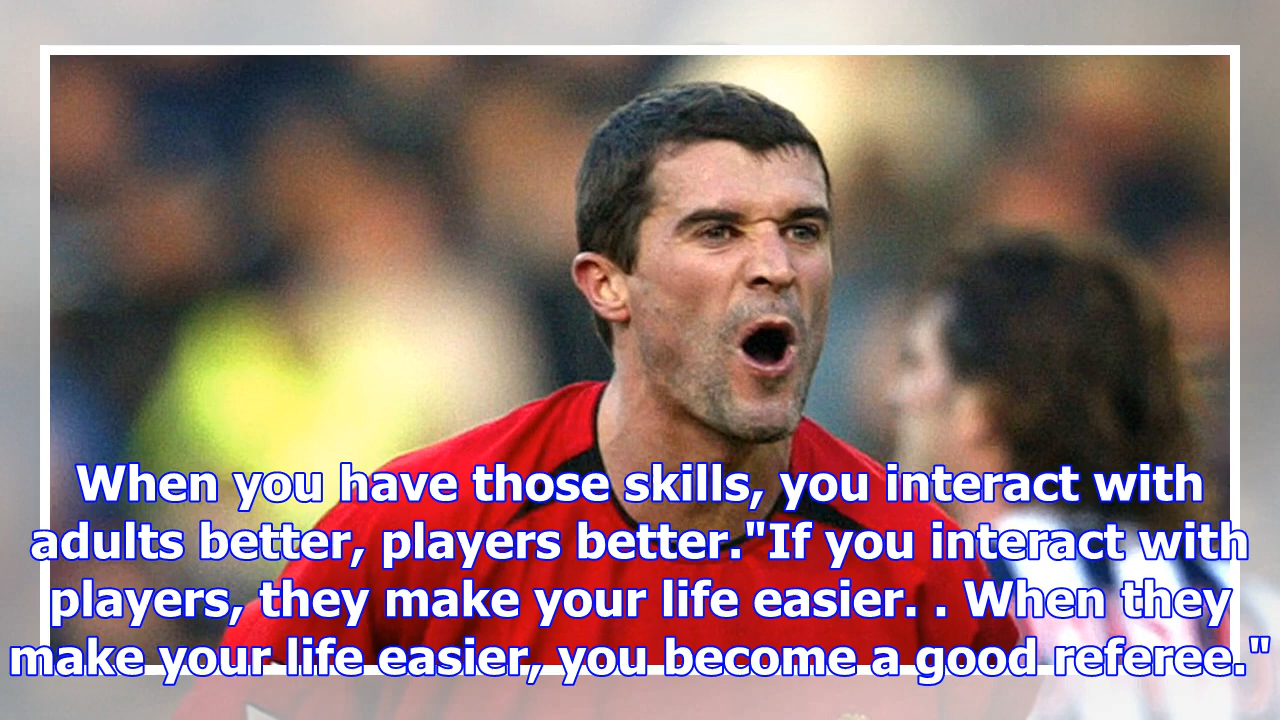 When you have those skills, you interact with
adults better, players better."If you interact with
players, they make your life easier. . When they
make your life easier, you become a good referee."